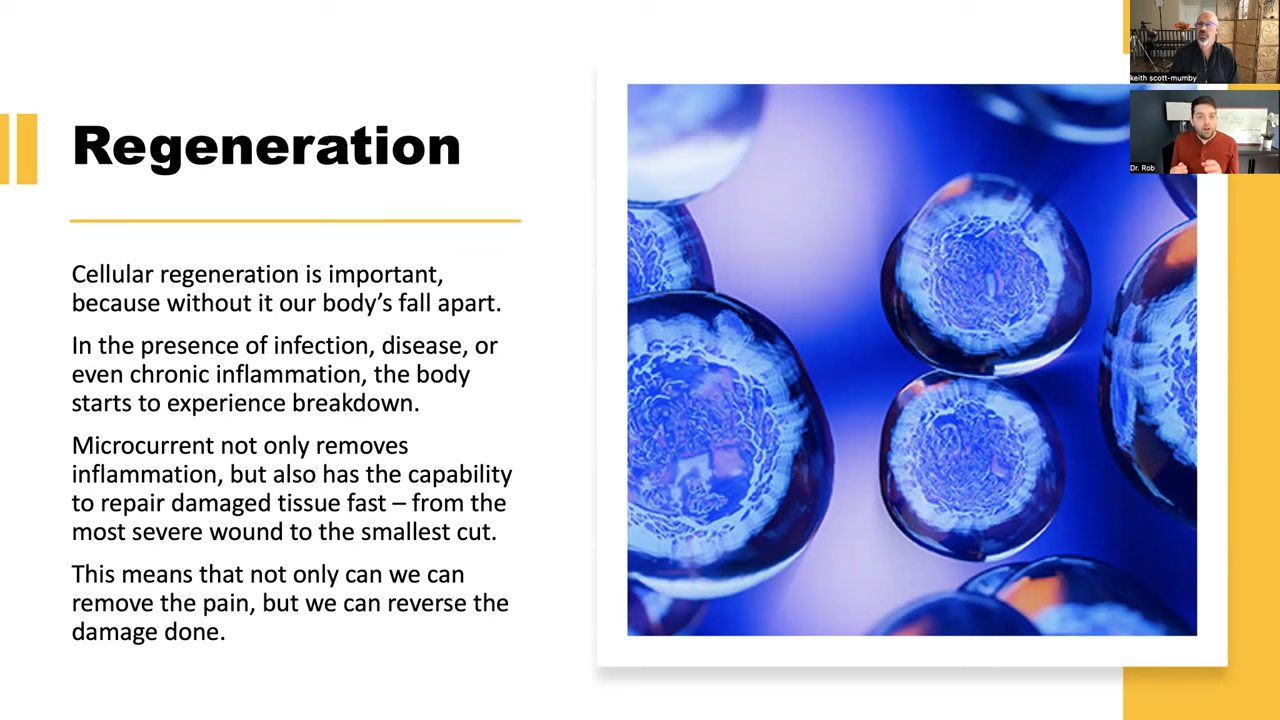 Regeneration
Cellular regeneration is important,
because without it our body’s fall apart.
In the presence of infection, disease, or
even chronic inflammation, the body
starts to experience breakdown.
Microcurrent not only removes
inflammation, but also has the capability
to repair damaged tissue fast – from the
most severe wound to the smallest cut.
This means that not only can we can
remove the pain, but we can reverse the
damage done.
keith scott-mumby
Dr. Rob